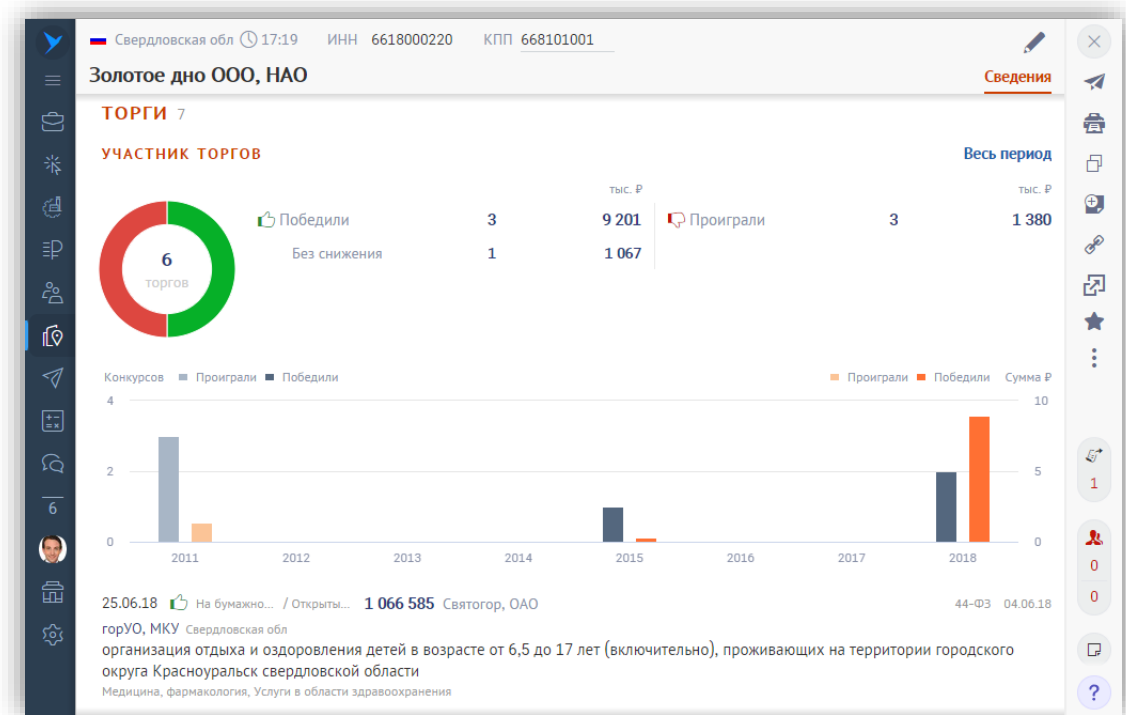 Свердловская обл 17:19 ИНН 6618000220 КПП 668101001
Золотое дно ООО, НАО
Сведения
ТОРГИ 7
УЧАСТНИК ТОРГОВ
Весь период
тыс. ₽ тыс. ₽
Победили 3 9 201 Проиграли 3 1 380
Без снижения 1 1 067
6
торгов
Конкурсов Проиграли Победили Проиграли Победили Сумма ₽
4 10
2 5
0 0
2011 2012 2013 2014 2015 2016 2017 2018
25.06.18 На бумажно... / Открыты... 1 066 585 Святогор, ОАО 44-ФЗ 04.06.18
горУО, МКУ Свердловская обл
организация отдыха и оздоровления детей в возрасте от 6,5 до 17 лет (включительно), проживающих на территории городского
округа Красноуральск свердловской области
Медицина, фармакология, Услуги в области здравоохранения
6
1
0
0
?